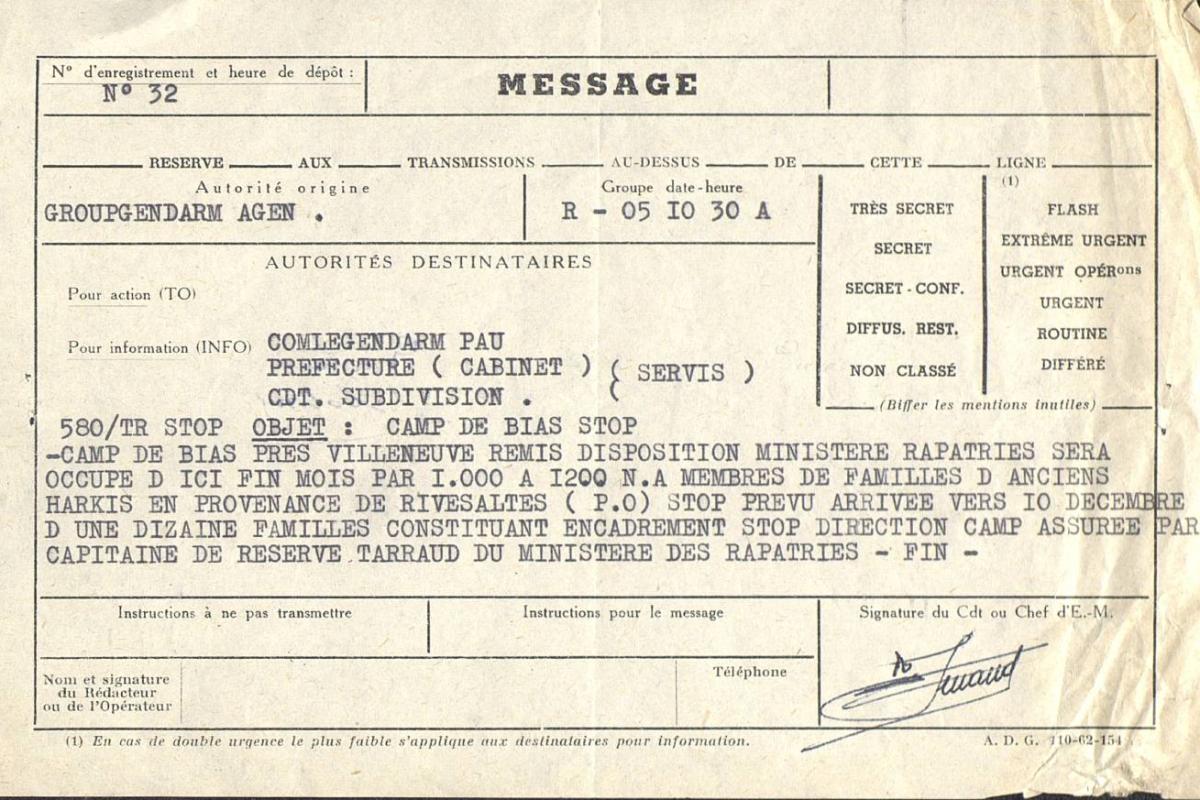 N° d'enregistrement et heure de dépôt :
N° 32
MESSAGE
RESERVE AUX TRANSMISSIONS AU-DESSUS DE CETTE LIGNE
Autorité origine
GROUPGENDARM AGEN .
Groupe date-heure
R - 05 IO 30 A
TRÈS SECRET
SECRET
SECRET - CONF.
DIFFUS. REST.
NON CLASSÉ
(1)
FLASH
EXTRÊME URGENT
URGENT OPÉRons
URGENT
ROUTINE
DIFFÉRÉ
(Biffer les mentions inutiles)
AUTORITÉS DESTINATAIRES
Pour action (TO)
Pour information (INFO)
COMLEGENDARM PAU
PREFECTURE ( CABINET ) ( SERVIS )
CDT. SUBDIVISION . (
580/TR STOP OBJET : CAMP DE BIAS STOP
-CAMP DE BIAS PRES VILLENEUVE REMIS DISPOSITION MINISTERE RAPATRIES SERA
OCCUPE D ICI FIN MOIS PAR I.000 A I200 N.A MEMBRES DE FAMILLES D ANCIENS
HARKIS EN PROVENANCE DE RIVESALTES ( P.O) STOP PREVU ARRIVEE VERS IO DECEMBRE
D UNE DIZAINE FAMILLES CONSTITUANT ENCADREMENT STOP DIRECTION CAMP ASSUREE PAR
CAPITAINE DE RESERVE TARRAUD DU MINISTERE DES RAPATRIES - FIN -
Instructions à ne pas transmettre
Instructions pour le message
Signature du Cdt ou Chef d'E.-M.
Nom et signature
du Rédacteur
ou de l'Opérateur
Téléphone
(1) En cas de double urgence le plus faible s'applique aux destinataires pour information.
A. D. G. 110-62-154